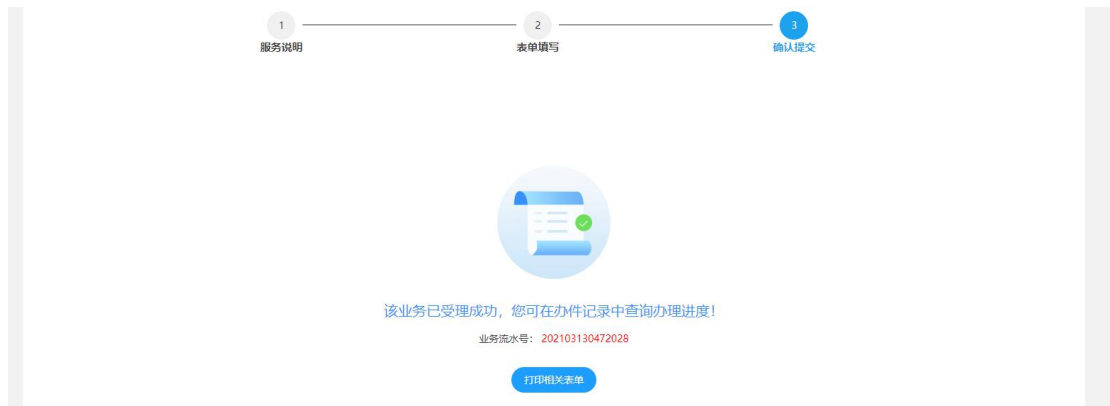 1
2
3
服务说明
表单填写
确认提交
该业务已受理成功，您可在办件记录中查询办理进度！
业务流水号： 202103130472028
打印相关表单